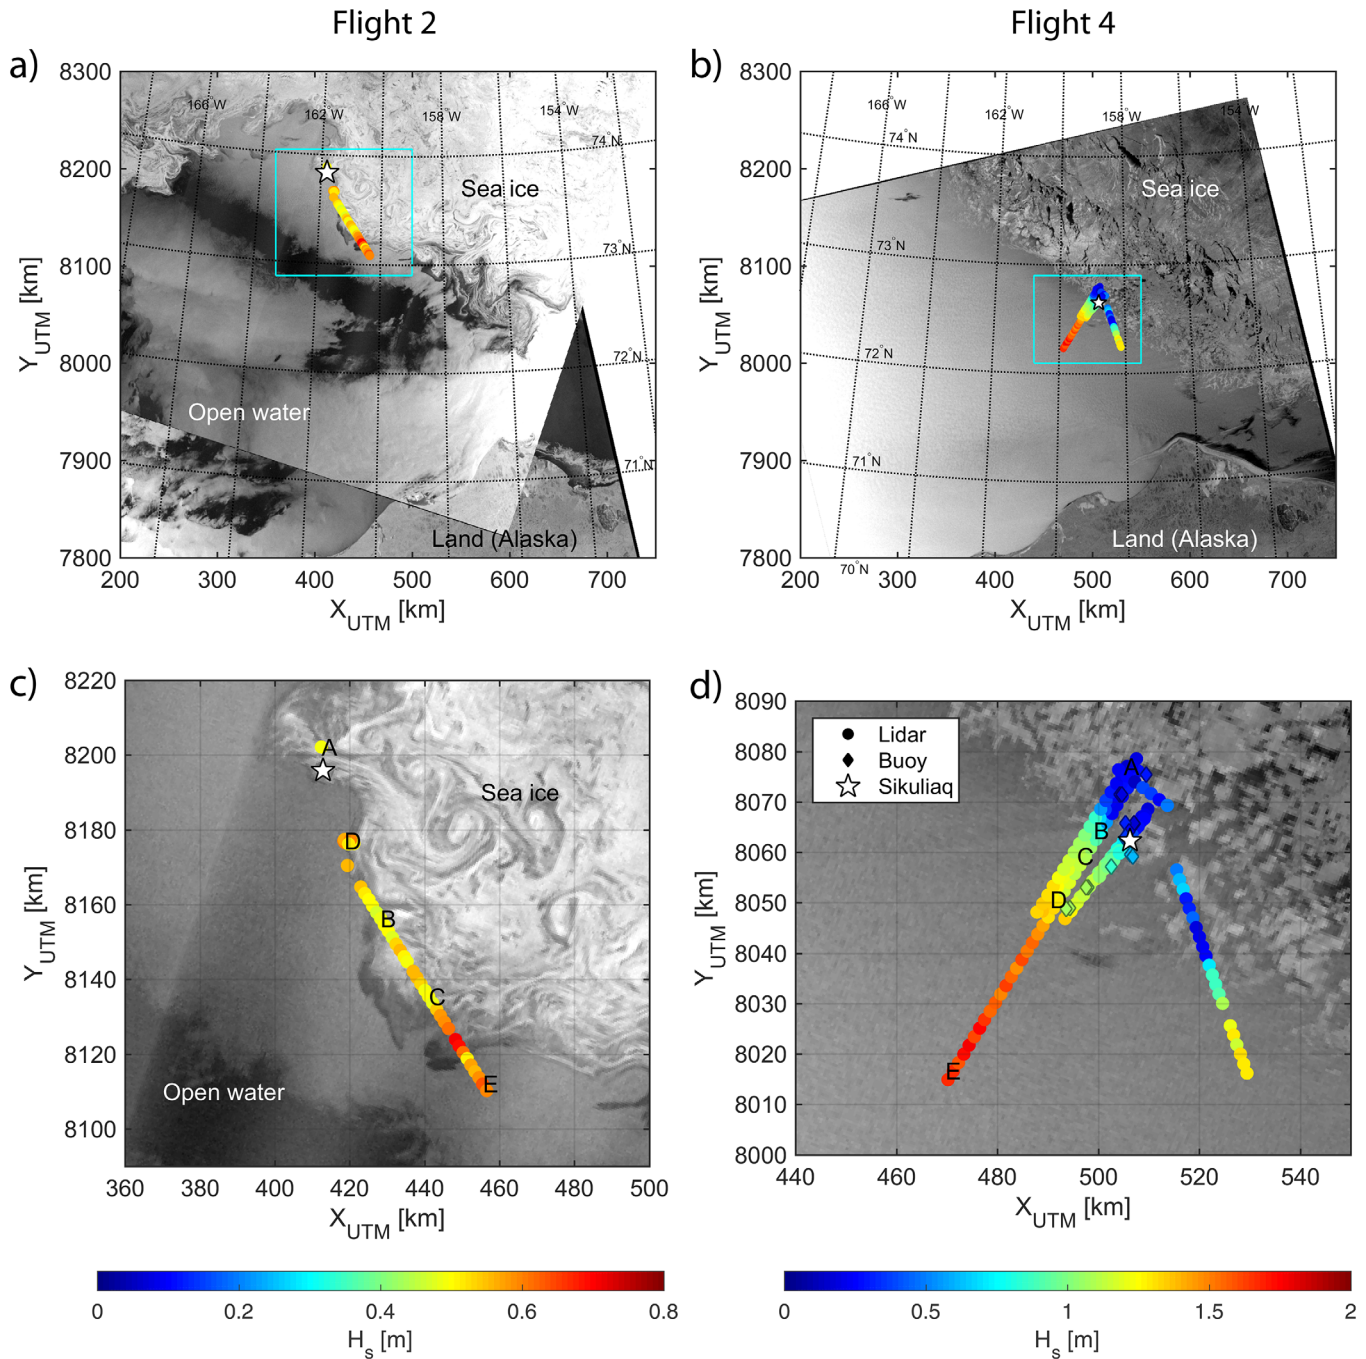 Flight 2
Flight 4
a)
8300
8200
8100
8000
7900
7800
Y_UTM [km]
166°W
162°W
158°W
154°W
74°N
73°N
72°N
71°N
Sea ice
Open water
Land (Alaska)
200 300 400 500 600 700
X_UTM [km]
b)
8300
8200
8100
8000
7900
7800
Y_UTM [km]
166°W
162°W
158°W
154°W
74°N
73°N
72°N
71°N
70°N
Sea ice
Land (Alaska)
200 400 500 600 700
X_UTM [km]
c)
8220
8200
8180
8160
8140
8120
8100
Y_UTM [km]
A
D
B
C
E
Sea ice
Open water
360 380 400 420 440 460 480 500
X_UTM [km]
d)
8090
8080
8070
8060
8050
8040
8030
8020
8010
8000
Y_UTM [km]
Lidar
Buoy
Sikuliaq
A
B
C
D
E
440 460 480 500 520 540
X_UTM [km]
0 0.2 0.4 0.6 0.8
H_s [m]
0 0.5 1 1.5 2
H_s [m]